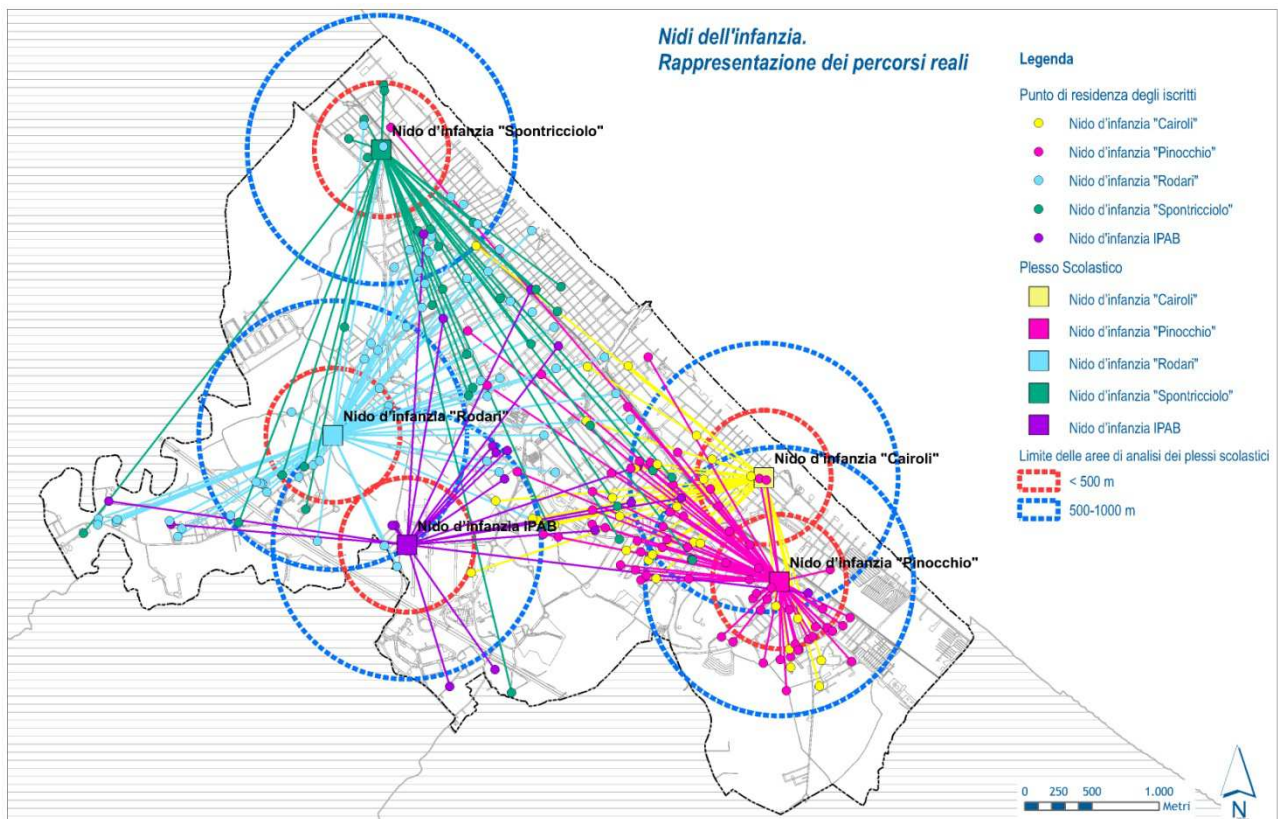 Nidi dell'infanzia.
Rappresentazione dei percorsi reali
Legenda
Punto di residenza degli iscritti
Nido d'infanzia "Cairoli"
Nido d'infanzia "Pinocchio"
Nido d'infanzia "Rodari"
Nido d'infanzia "Spontricciolo"
Nido d'infanzia IPAB
Plesso Scolastico
Nido d'infanzia "Cairoli"
Nido d'infanzia "Pinocchio"
Nido d'infanzia "Rodari"
Nido d'infanzia "Spontricciolo"
Nido d'infanzia IPAB
Limite delle aree di analisi dei plessi scolastici
< 500 m
500-1000 m
Nido d'infanzia "Spontricciolo"
Nido d'infanzia "Rodari"
Nido d'infanzia "Cairoli"
Nido d'infanzia IPAB
Nido d'infanzia "Pinocchio"
0 250 500 1.000
Metri
N